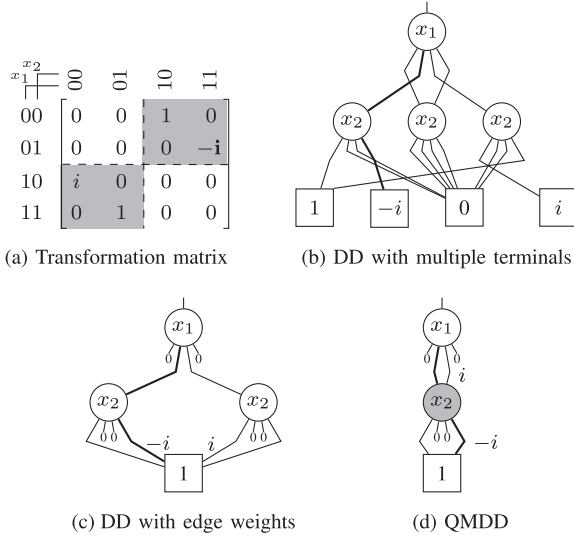 x₂
x₁ 00 01 10 11
00 0 0 1 0
01 0 0 0 −i
10 i 0 0 0
11 0 1 0 0
(a) Transformation matrix
x₁
x₂ x₂ x₂
1 −i 0 i
(b) DD with multiple terminals
x₁
0 0
x₂ x₂
0 0 0 0
−i i
1
(c) DD with edge weights
x₁
0 0
i
x₂
0 0
−i
1
(d) QMDD